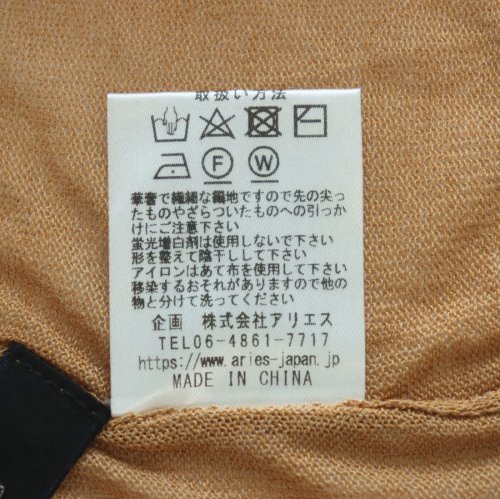 取扱い方法
F W
華奢で繊細な編地ですので先の尖っ
たものやざらついたものへの引っか
けにご注意下さい
蛍光増白剤は使用しないで下さい
形を整えて陰干しして下さい
アイロンはあて布を使用して下さい
移染するおそれがありますので他の
物と分けて洗ってください
企画 株式会社アリエス
TEL06-4861-7717
https://www.aries-japan.jp
MADE IN CHINA